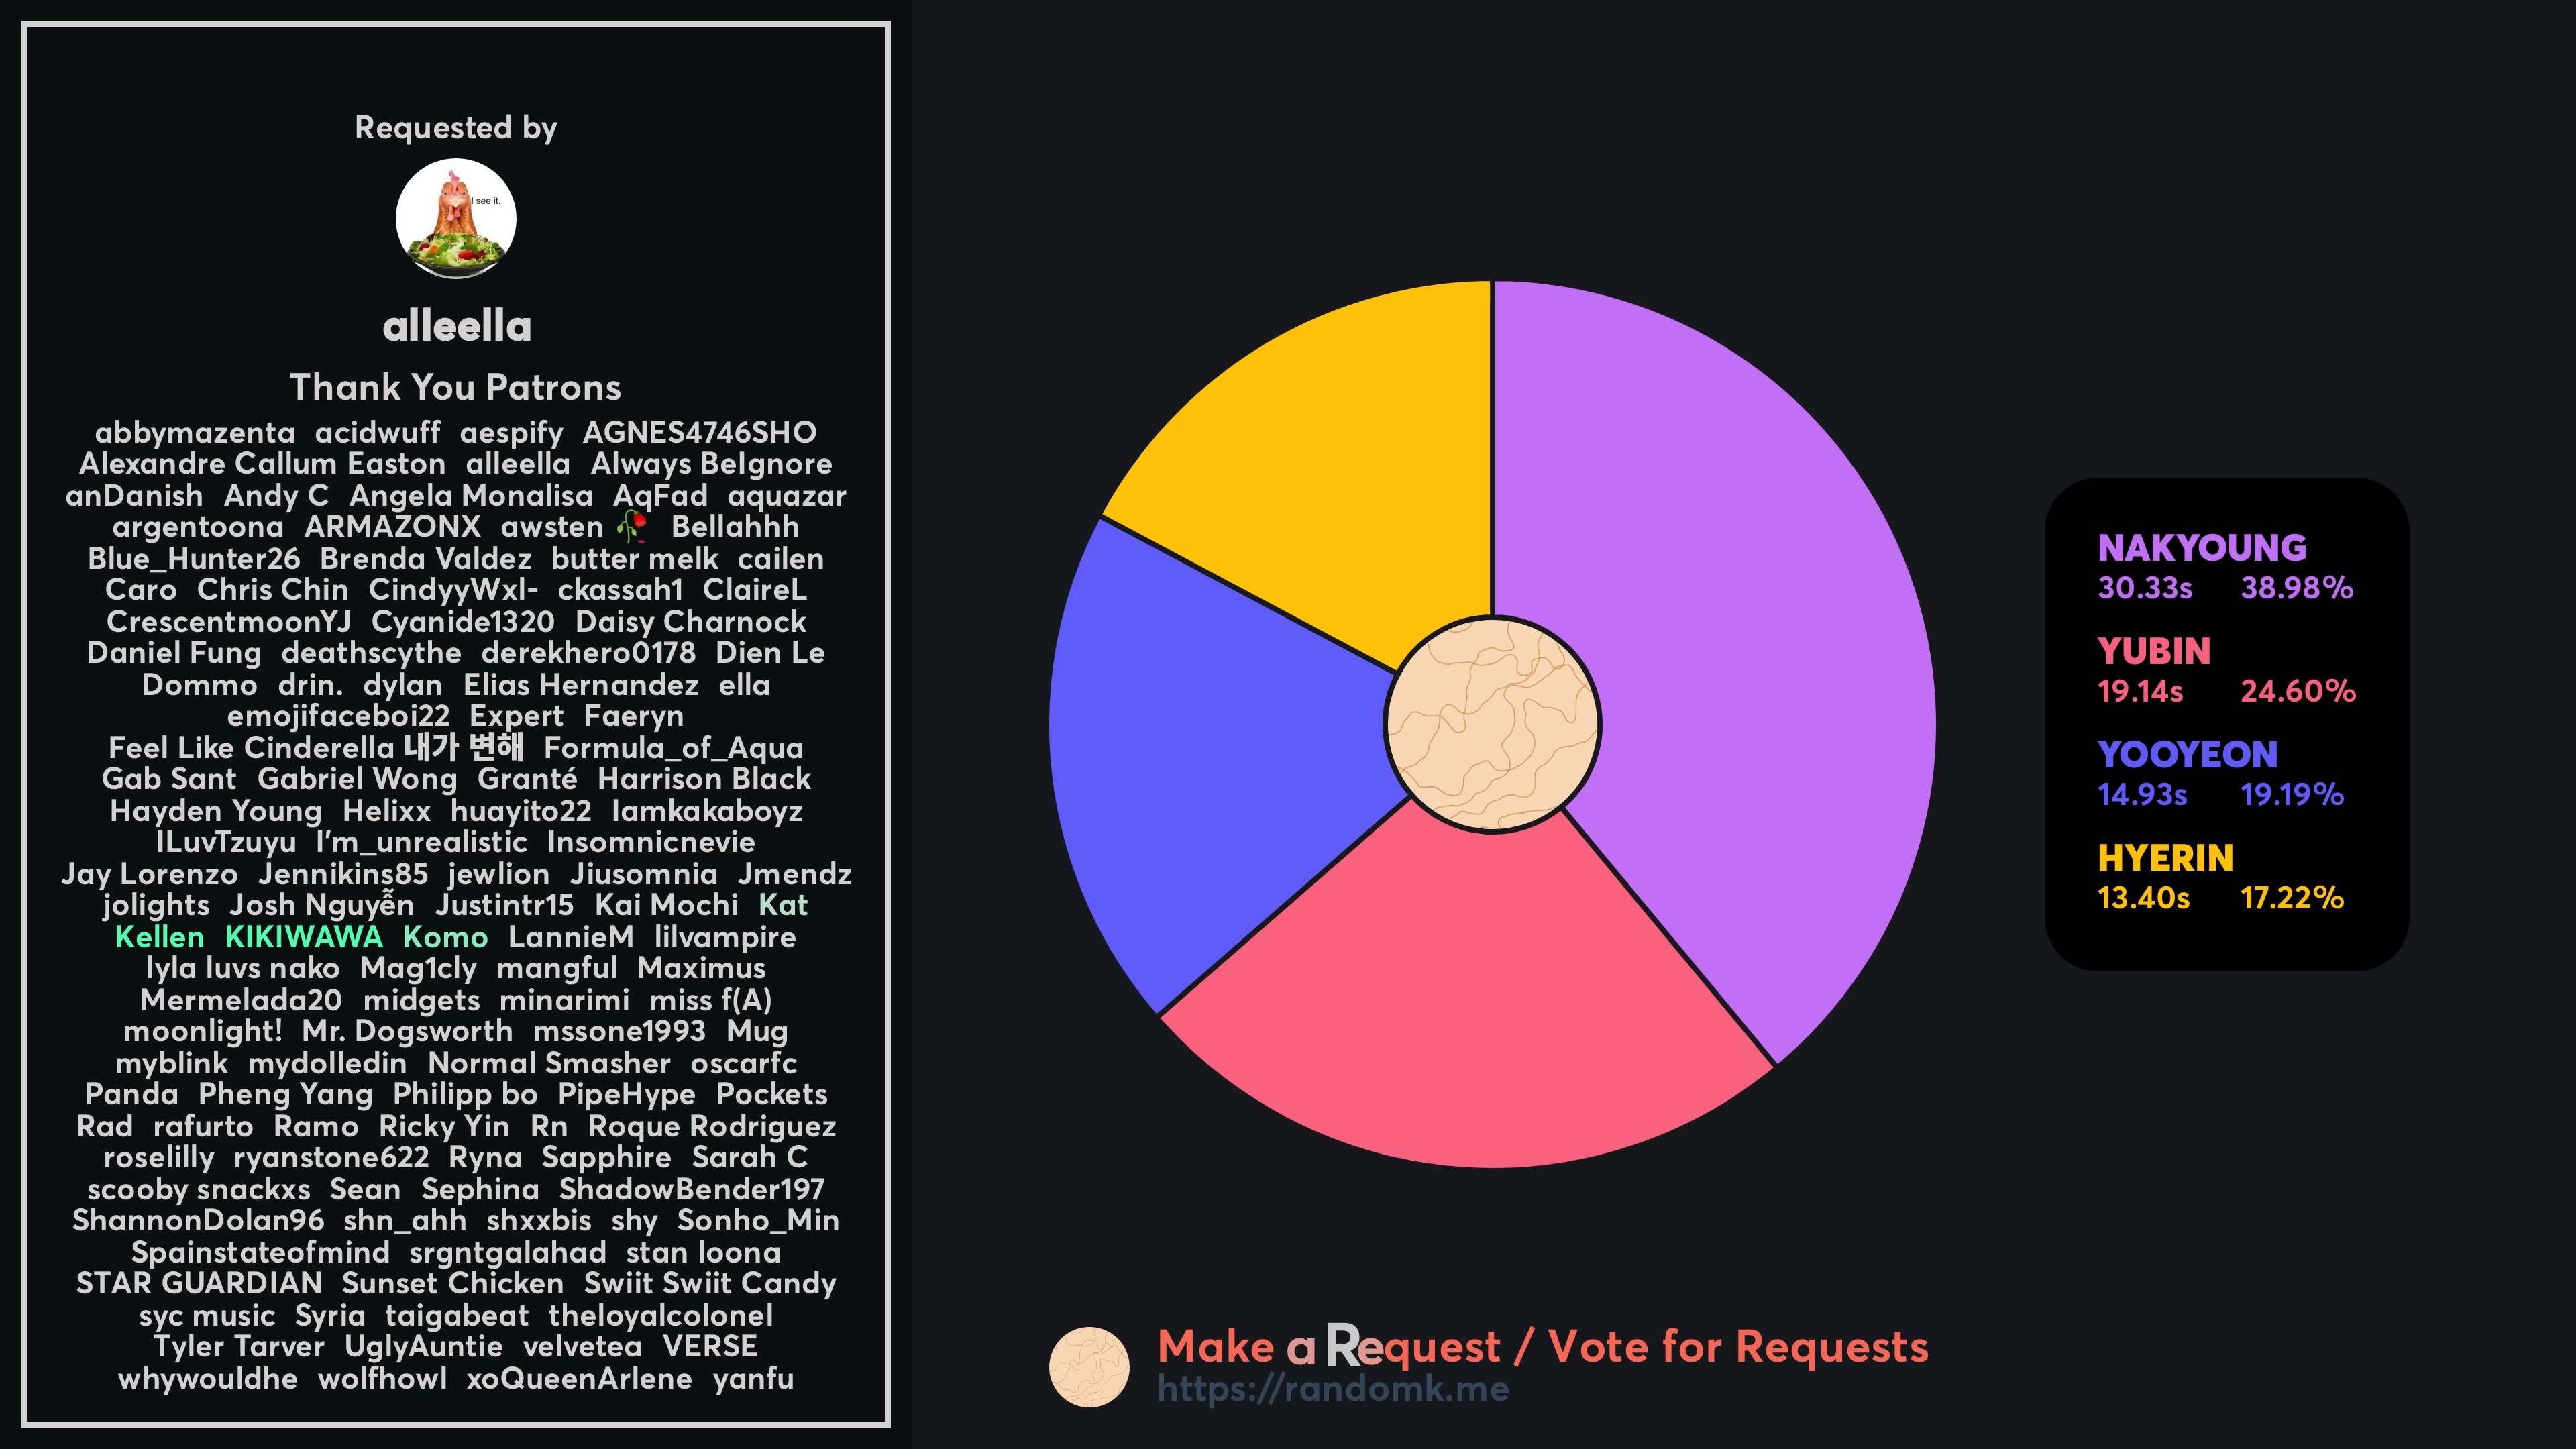 Requested by
I see it.
alleella
Thank You Patrons
abbymazenta acidwuff aespify AGNES4746SHO
Alexandre Callum Easton alleella Always BeIgnore
anDanish Andy C Angela Monalisa AqFad aquazar
argentoona ARMAZONX awsten 🥀 Bellahhh
Blue_Hunter26 Brenda Valdez butter melk cailen
Caro Chris Chin CindyyWxl- ckassah1 ClaireL
CrescentmoonYJ Cyanide1320 Daisy Charnock
Daniel Fung deathscythe derekhero0178 Dien Le
Dommo drin. dylan Elias Hernandez ella
emojifaceboi22 Expert Faeryn
Feel Like Cinderella 내가 변해 Formula_of_Aqua
Gab Sant Gabriel Wong Granté Harrison Black
Hayden Young Helixx huayito22 Iamkakaboyz
ILuvTzuyu I'm_unrealistic Insomnicnevie
Jay Lorenzo Jennikins85 jewlion Jiusomnia Jmendz
jolights Josh Nguyễn Justintr15 Kai Mochi Kat
Kellen KIKIWAWA Komo LannieM lilvampire
lyla luvs nako Mag1cly mangful Maximus
Mermelada20 midgets minarimi miss f(A)
moonlight! Mr. Dogsworth mssone1993 Mug
myblink mydolledin Normal Smasher oscarfc
Panda Pheng Yang Philipp bo PipeHype Pockets
Rad rafurto Ramo Ricky Yin Rn Roque Rodriguez
roselilly ryanstone622 Ryna Sapphire Sarah C
scooby snackxs Sean Sephina ShadowBender197
ShannonDolan96 shn_ahh shxxbis shy Sonho_Min
Spainstateofmind srgntgalahad stan loona
STAR GUARDIAN Sunset Chicken Swiit Swiit Candy
syc music Syria taigabeat theloyalcolonel
Tyler Tarver UglyAuntie velvetea VERSE
whywouldhe wolfhowl xoQueenArlene yanfu
NAKYOUNG
30.33s 38.98%
YUBIN
19.14s 24.60%
YOOYEON
14.93s 19.19%
HYERIN
13.40s 17.22%
Make a Request / Vote for Requests
https://randomk.me